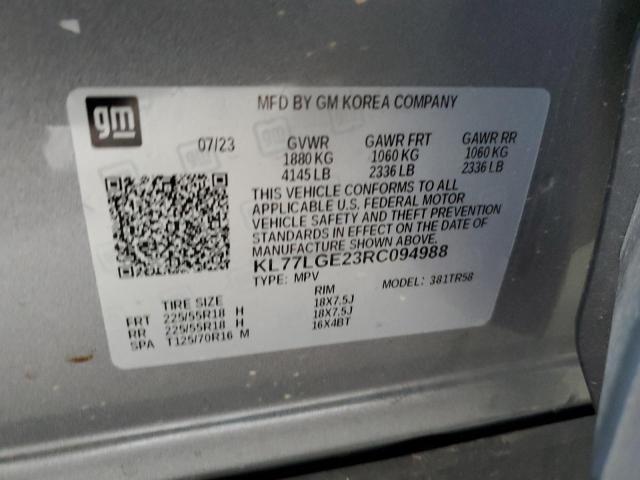 gm
MFD BY GM KOREA COMPANY
07/23 GVWR GAWR FRT GAWR RR
1880 KG 1060 KG 1060 KG
4145 LB 2336 LB 2336 LB
THIS VEHICLE CONFORMS TO ALL
APPLICABLE U.S. FEDERAL MOTOR
VEHICLE SAFETY AND THEFT PREVENTION
STANDARDS IN EFFECT ON THE DATE OF
MANUFACTURE SHOWN ABOVE.
KL77LGE23RC094988
TYPE: MPV MODEL: 381TR58
TIRE SIZE RIM
FRT 225/55R18 H 18X7.5J
RR 225/55R18 H 18X7.5J
SPA T125/70R16 M 16X4BT